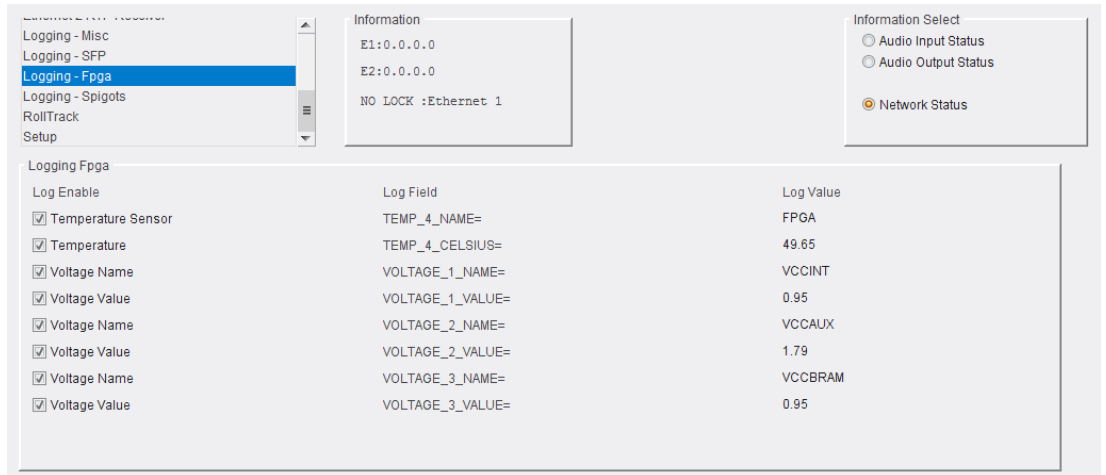 Ethernet 2 RTP Receiver
Logging - Misc
Logging - SFP
Logging - Fpga
Logging - Spigots
RollTrack
Setup
Information
E1:0.0.0.0
E2:0.0.0.0
NO LOCK :Ethernet 1
Information Select
Audio Input Status
Audio Output Status
Network Status
Logging Fpga
Log Enable Log Field Log Value
Temperature Sensor TEMP_4_NAME= FPGA
Temperature TEMP_4_CELSIUS= 49.65
Voltage Name VOLTAGE_1_NAME= VCCINT
Voltage Value VOLTAGE_1_VALUE= 0.95
Voltage Name VOLTAGE_2_NAME= VCCAUX
Voltage Value VOLTAGE_2_VALUE= 1.79
Voltage Name VOLTAGE_3_NAME= VCCBRAM
Voltage Value VOLTAGE_3_VALUE= 0.95